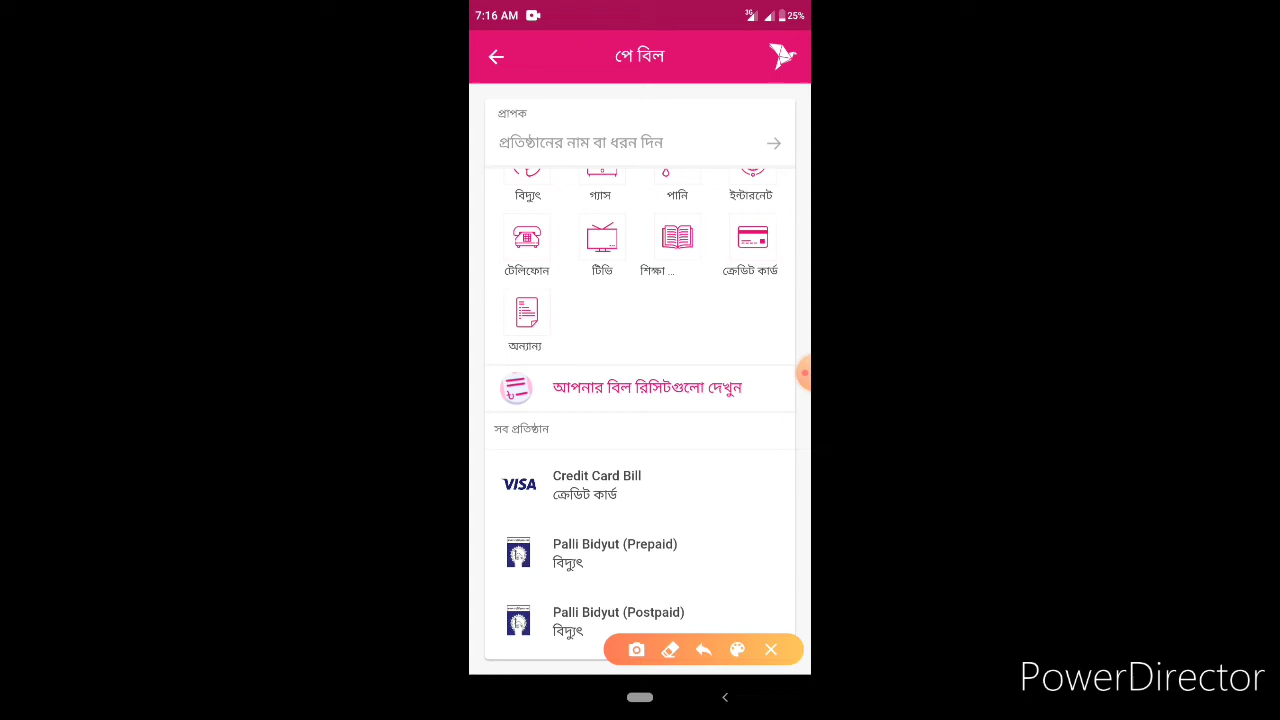 7:16 AM
3G
25%
পে বিল
প্রাপক
প্রতিষ্ঠানের নাম বা ধরন দিন
বিদ্যুৎ গ্যাস পানি ইন্টারনেট
টেলিফোন টিভি শিক্ষা ... ক্রেডিট কার্ড
অন্যান্য
আপনার বিল রিসিটগুলো দেখুন
সব প্রতিষ্ঠান
VISA
Credit Card Bill
ক্রেডিট কার্ড
Palli Bidyut (Prepaid)
বিদ্যুৎ
Palli Bidyut (Postpaid)
বিদ্যুৎ
PowerDirector